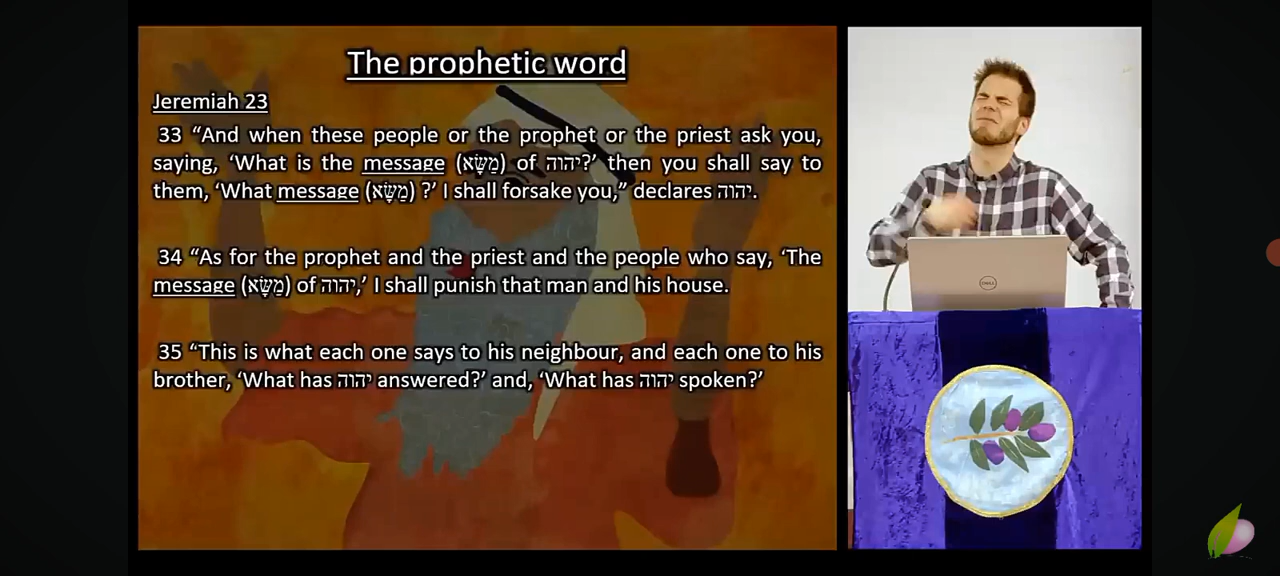 The prophetic word
Jeremiah 23
33 “And when these people or the prophet or the priest ask you,
saying, ‘What is the message (מַשָּׂא) of יהוה?’ then you shall say to
them, ‘What message (מַשָּׂא) ?’ I shall forsake you,” declares יהוה.
34 “As for the prophet and the priest and the people who say, ‘The
message (מַשָּׂא) of יהוה,’ I shall punish that man and his house.
35 “This is what each one says to his neighbour, and each one to his
brother, ‘What has יהוה answered?’ and, ‘What has יהוה spoken?’
DELL